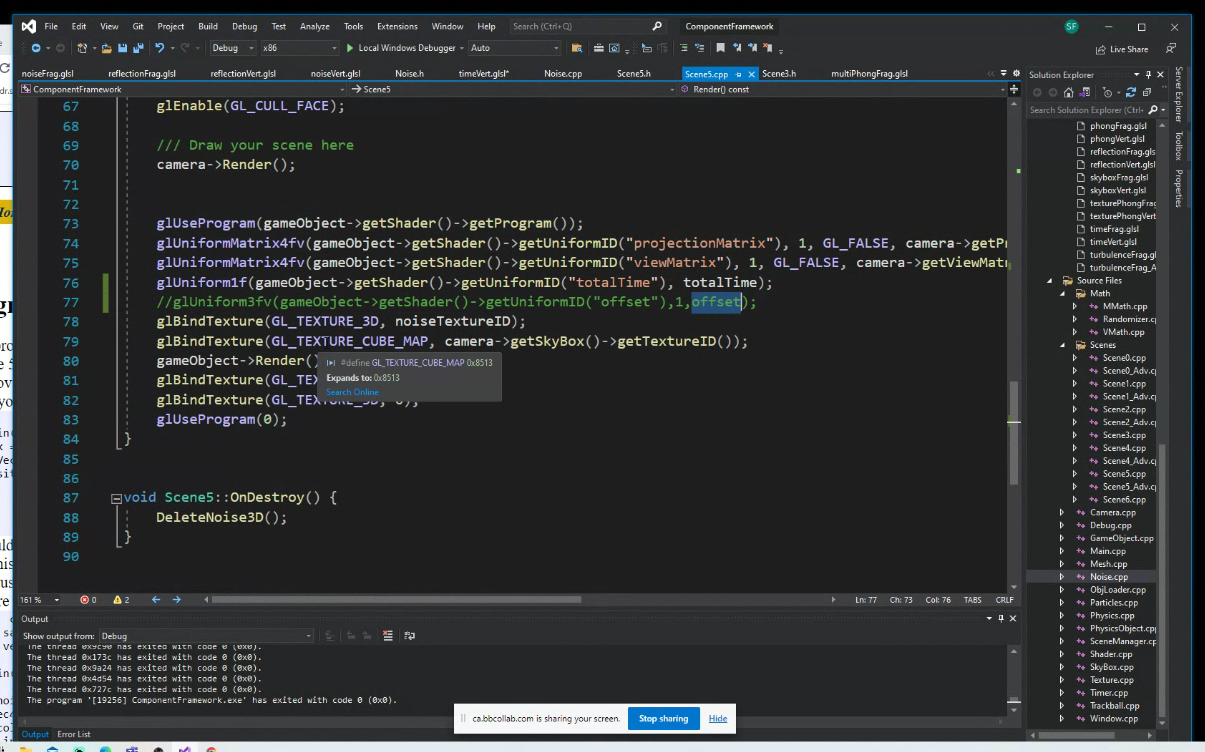 File Edit View Git Project Build Debug Test Analyze Tools Extensions Window Help Search (Ctrl+Q) ComponentFramework SF
Debug x86 Local Windows Debugger Auto Live Share
noiseFrag.glsl reflectionFrag.glsl reflectionVert.glsl noiseVert.glsl Noise.h timeVert.glsl* Noise.cpp Scene5.h Scene5.cpp Scene3.h multiPhongFrag.glsl
ComponentFramework Scene5 Render() const
67 glEnable(GL_CULL_FACE);
68
69 /// Draw your scene here
70 camera->Render();
71
72
73 glUseProgram(gameObject->getShader()->getProgram());
74 glUniformMatrix4fv(gameObject->getShader()->getUniformID("projectionMatrix"), 1, GL_FALSE, camera->getPr
75 glUniformMatrix4fv(gameObject->getShader()->getUniformID("viewMatrix"), 1, GL_FALSE, camera->getViewMatr
76 glUniform1f(gameObject->getShader()->getUniformID("totalTime"), totalTime);
77 //glUniform3fv(gameObject->getShader()->getUniformID("offset"),1,offset);
78 glBindTexture(GL_TEXTURE_3D, noiseTextureID);
79 glBindTexture(GL_TEXTURE_CUBE_MAP, camera->getSkyBox()->getTextureID());
80 gameObject->Render()
#define GL_TEXTURE_CUBE_MAP 0x8513
Expands to: 0x8513
Search Online
81 glBindTexture(GL_TE
82 glBindTexture(GL_TEXTURE_3D, 0);
83 glUseProgram(0);
84 }
85
86
87 void Scene5::OnDestroy() {
88 DeleteNoise3D();
89 }
90
161 % 0 2 Ln: 77 Ch: 73 Col: 76 TABS CRLF
Output
Show output from: Debug
The thread 0x9c90 has exited with code 0 (0x0).
The thread 0x173c has exited with code 0 (0x0).
The thread 0x9a24 has exited with code 0 (0x0).
The thread 0x4d54 has exited with code 0 (0x0).
The thread 0x727c has exited with code 0 (0x0).
The program '[19256] ComponentFramework.exe' has exited with code 0 (0x0).
Output Error List
ca.bbcollab.com is sharing your screen. Stop sharing Hide
Solution Explorer
Search Solution Explorer
phongFrag.glsl
phongVert.glsl
reflectionFrag.gls
reflectionVert.gls
skyboxFrag.glsl
skyboxVert.glsl
texturePhongFrag
texturePhongVert
timeFrag.glsl
timeVert.glsl
turbulenceFrag.g
turbulenceFrag_A
Source Files
Math
MMath.cpp
Randomizer.cpp
VMath.cpp
Scenes
Scene0.cpp
Scene1.cpp
Scene1_Adv.cp
Scene2.cpp
Scene2_Adv.cp
Scene3.cpp
Scene4_Adv.cp
Scene5.cpp
Scene5_Adv.cp
Scene6.cpp
Camera.cpp
Debug.cpp
GameObject.cpp
Main.cpp
Mesh.cpp
Noise.cpp
ObjLoader.cpp
Particles.cpp
Physics.cpp
PhysicsObject.cp
SceneManager.cp
Shader.cpp
SkyBox.cpp
Texture.cpp
Timer.cpp
Trackball.cpp
Window.cpp
Server Explorer
Toolbox
Properties